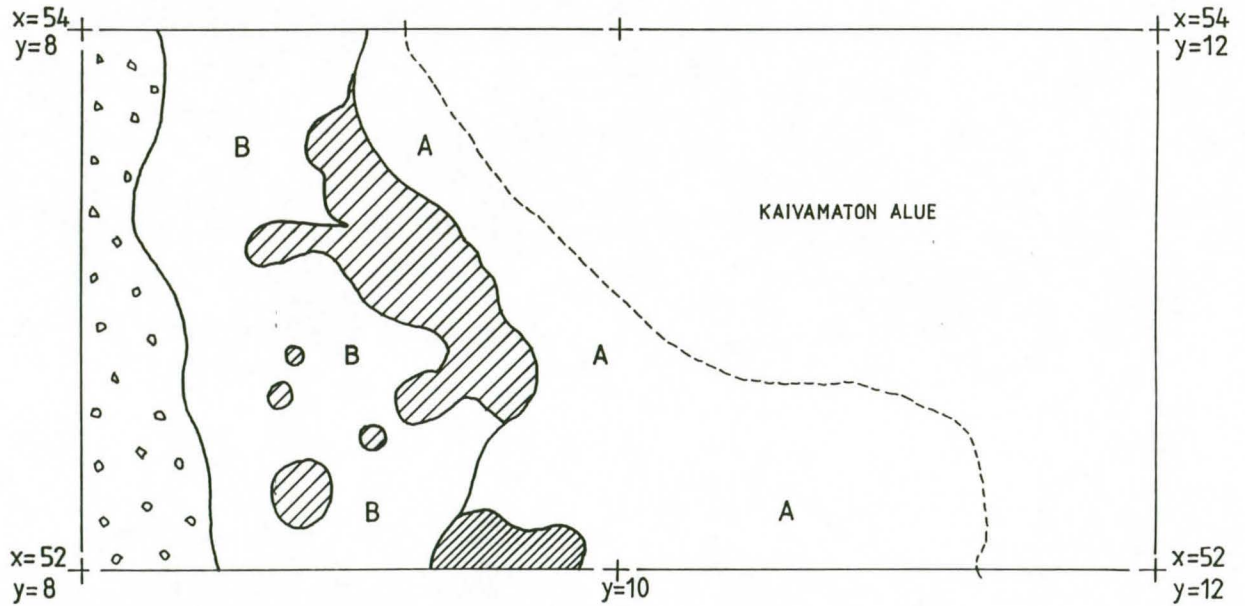 x=54
y=8
x=54
y=12
B
A
KAIVAMATON ALUE
B
A
B
A
x=52
y=8
y=10
x=52
y=12